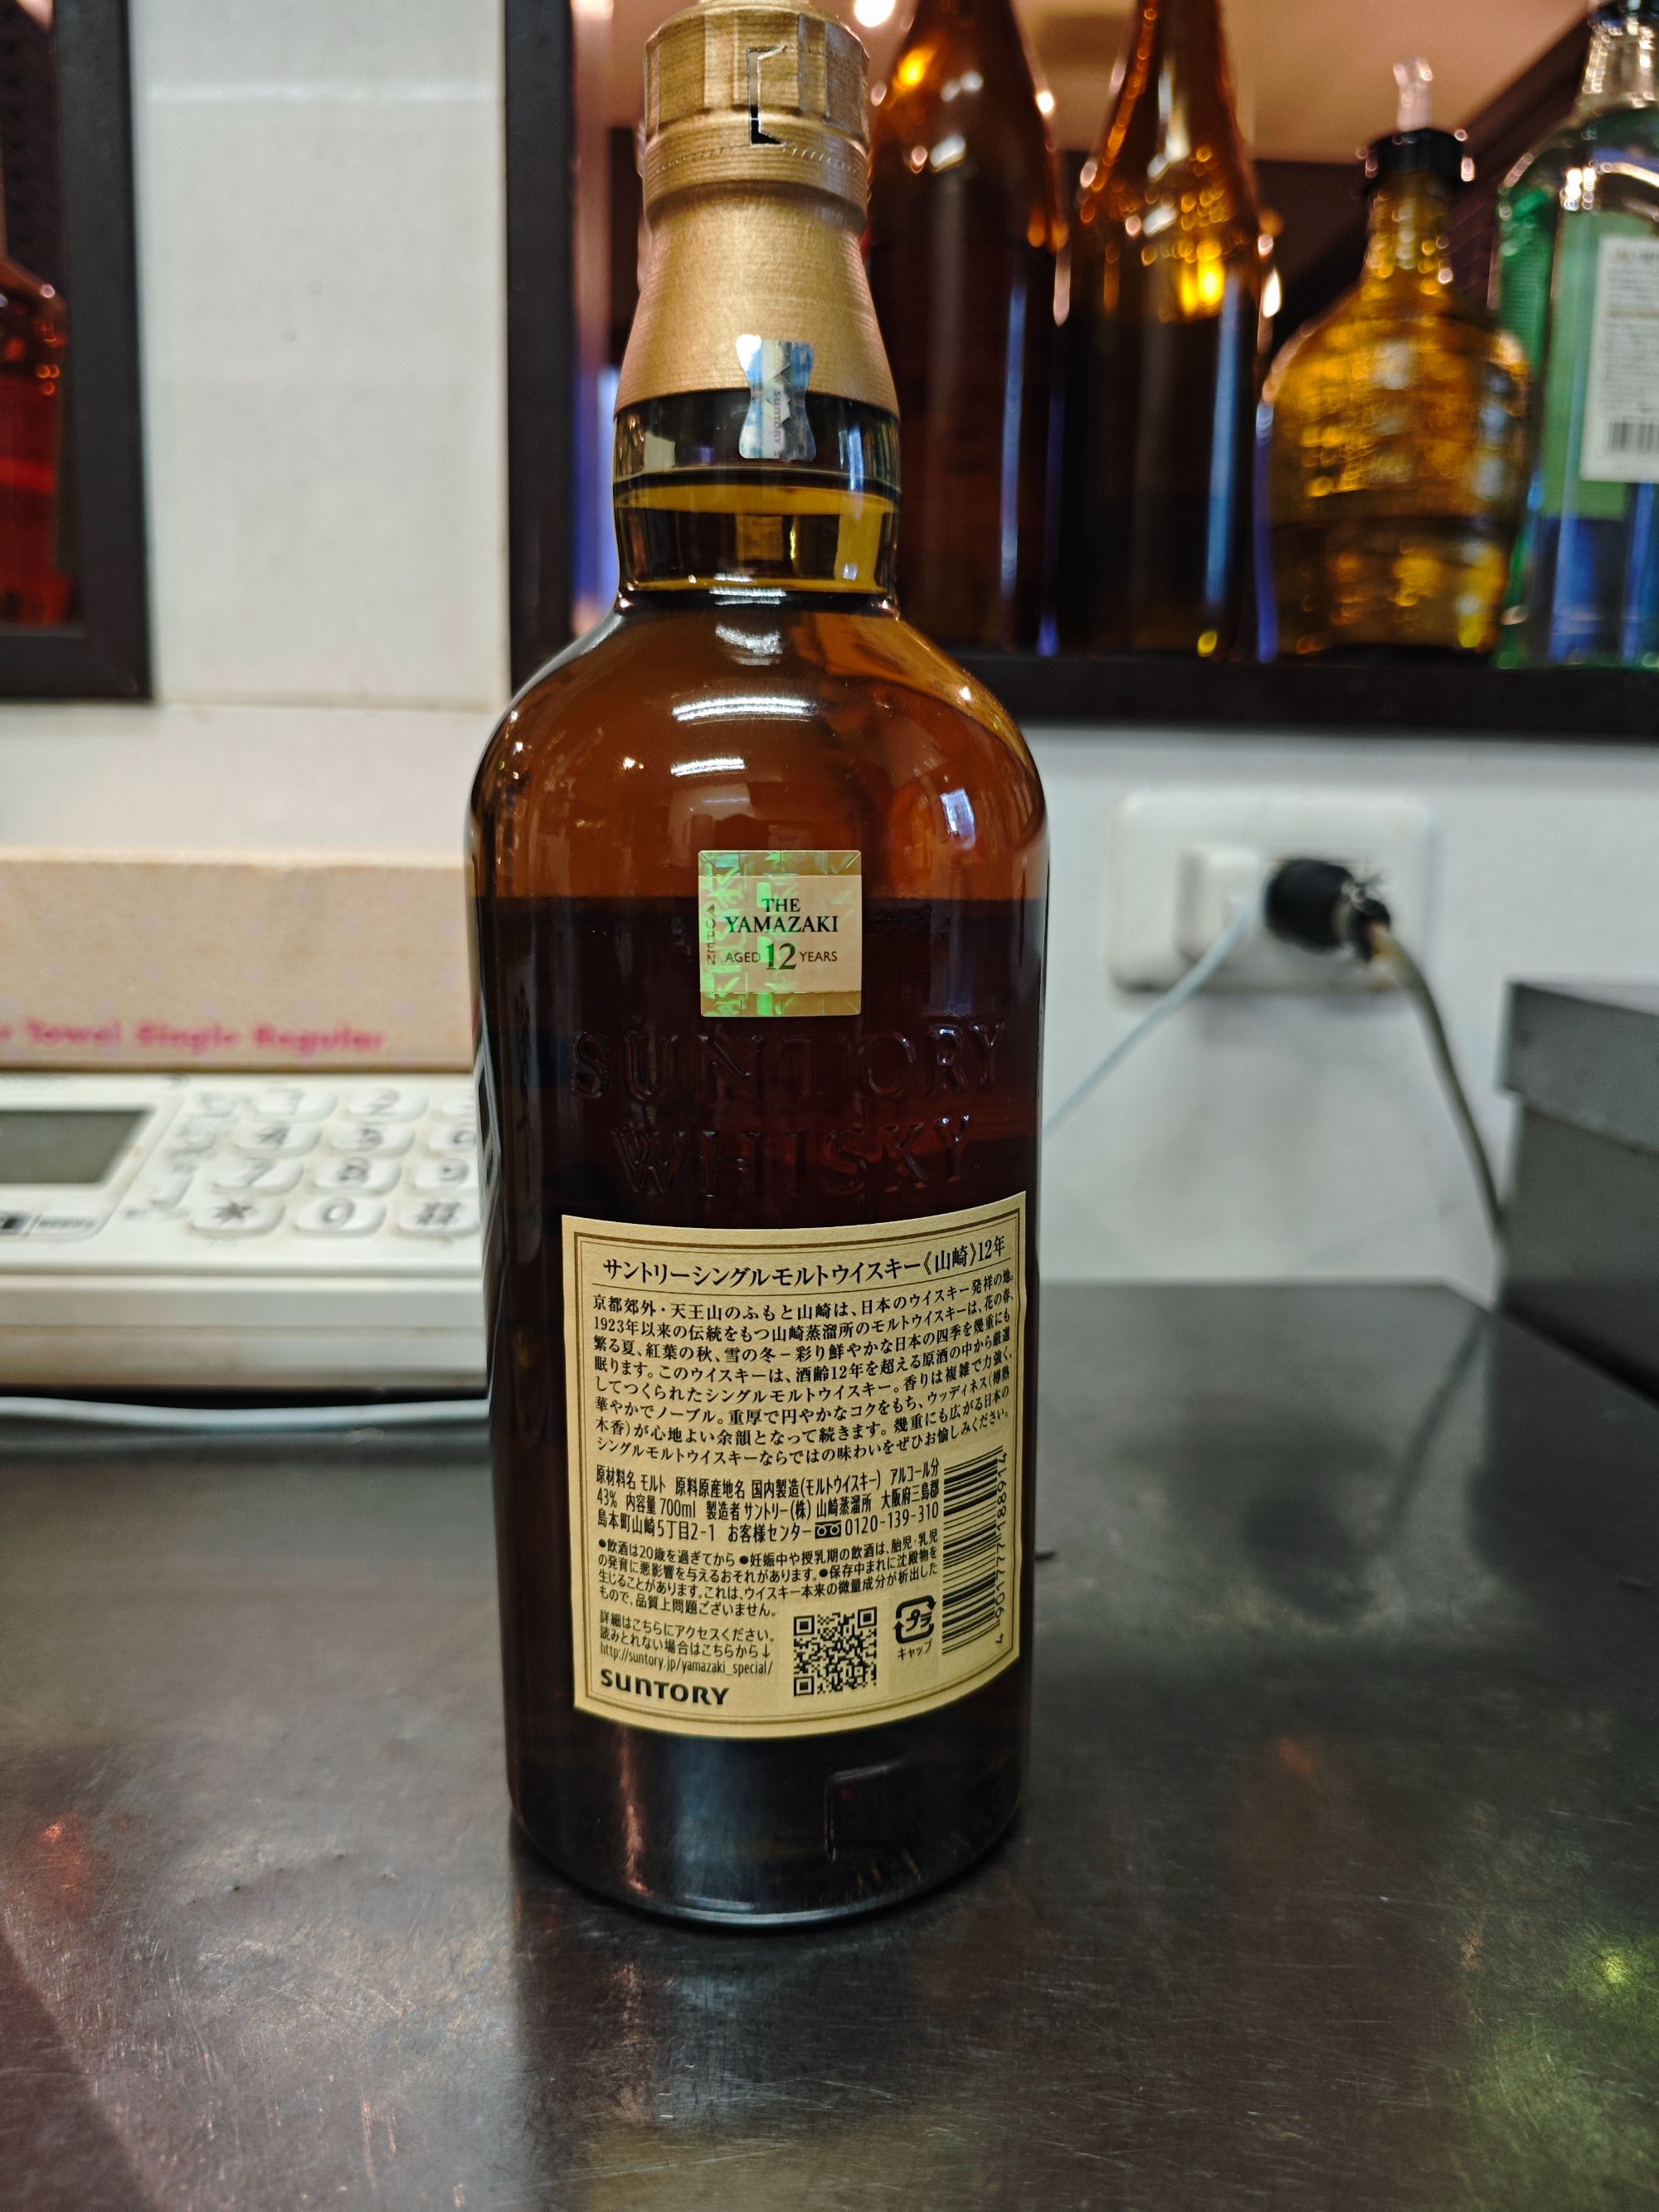 SUNTORY
OPEN
THE
YAMAZAKI
AGED 12 YEARS
SUNTORY
WHISKY
Towel Single Regular
1 2
4 5 6
7 8 9
* 0 #
サントリーシングルモルトウイスキー《山崎》12年
京都郊外・天王山のふもと山崎は、日本のウイスキー発祥の地。
1923年以来の伝統をもつ山崎蒸溜所のモルトウイスキーは、花の春、
繁る夏、紅葉の秋、雪の冬−彩り鮮やかな日本の四季を幾重にも
眠ります。このウイスキーは、酒齢12年を超える原酒の中から厳選
してつくられたシングルモルトウイスキー。香りは複雑で力強く、
華やかでノーブル。重厚で円やかなコクをもち、ウッディネス(樽熟
木香)が心地よい余韻となって続きます。幾重にも広がる日本の
シングルモルトウイスキーならではの味わいをぜひお愉しみください。
原材料名 モルト 原料原産地名 国内製造(モルトウイスキー) アルコール分
43% 内容量 700ml 製造者 サントリー(株) 山崎蒸溜所 大阪府三島郡
島本町山崎5丁目2-1 お客様センター 0120-139-310
●飲酒は20歳を過ぎてから ●妊娠中や授乳期の飲酒は、胎児・乳児
の発育に悪影響を与えるおそれがあります。●保存中まれに沈殿物を
生じることがあります。これは、ウイスキー本来の微量成分が析出した
もので、品質上問題ございません。
詳細はこちらにアクセスください。
読みとれない場合はこちらから↓
http://suntory.jp/yamazaki_special/
SUNTORY
プラ
キャップ
4901777188914